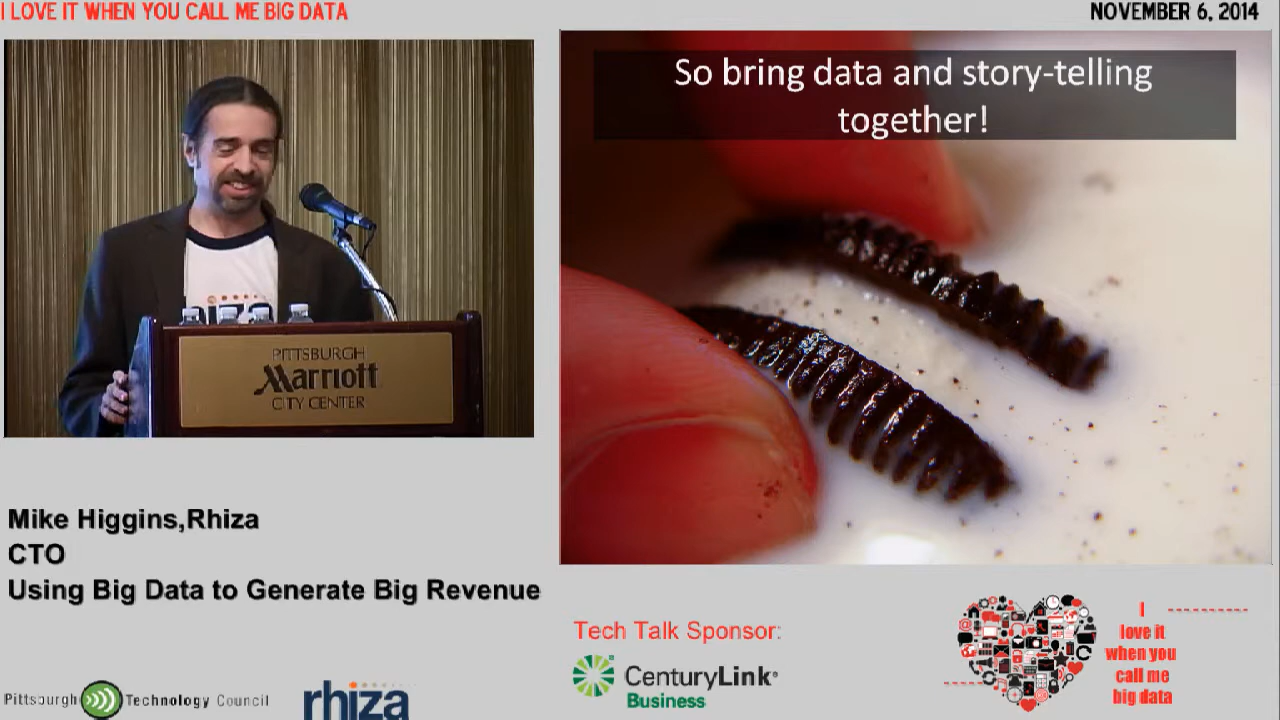 I LOVE IT WHEN YOU CALL ME BIG DATA
NOVEMBER 6, 2014
So bring data and story-telling
together!
PITTSBURGH
Marriott
CITY CENTER
Mike Higgins,Rhiza
CTO
Using Big Data to Generate Big Revenue
Tech Talk Sponsor:
CenturyLink®
Business
Pittsburgh Technology Council
rhiza
I
love it
when you
call me
big data